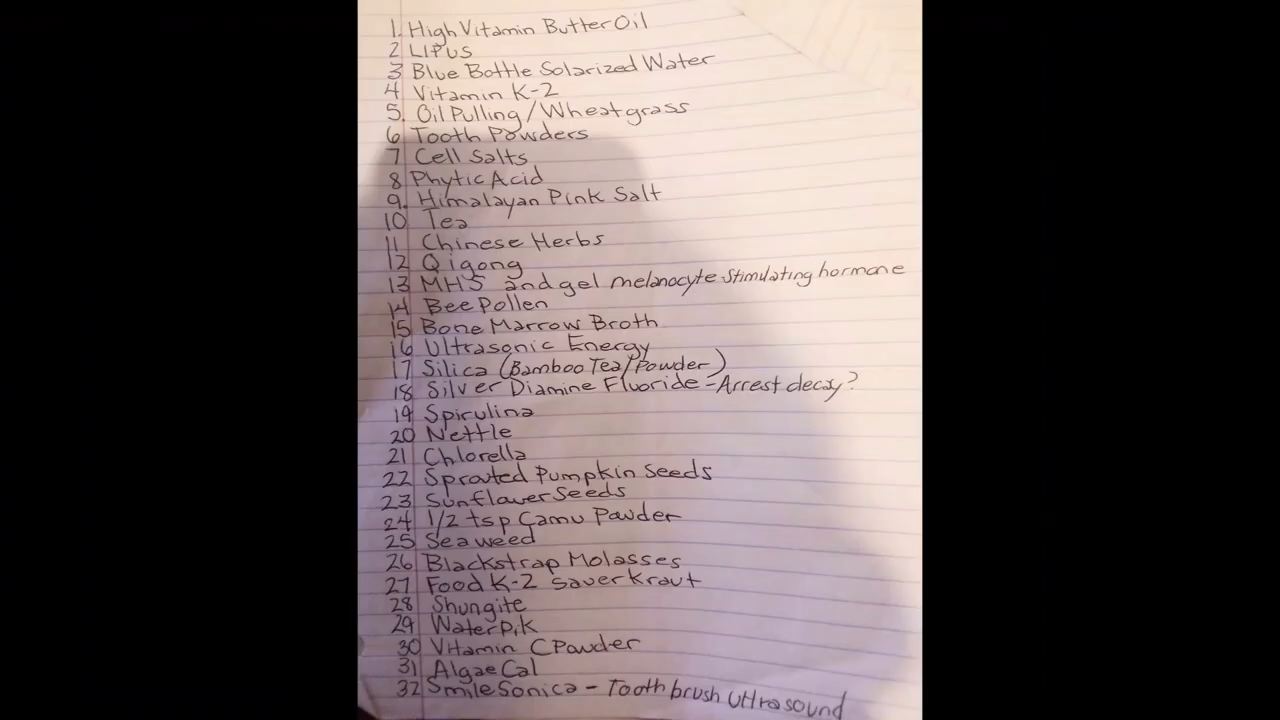 1. High Vitamin Butter Oil
2 LIPUS
3 Blue Bottle Solarized Water
4 Vitamin K-2
5. Oil Pulling/Wheatgrass
6 Tooth Powders
7 Cell Salts
8 Phytic Acid
9. Himalayan Pink Salt
10 Tea
11 Chinese Herbs
12 Qigong
13 MHS and gel melanocyte stimulating hormone
14 Bee Pollen
15 Bone Marrow Broth
16 Ultrasonic Energy
17 Silica (Bamboo Tea/Powder)
18 Silver Diamine Fluoride - Arrest decay?
19 Spirulina
20 Nettle
21 Chlorella
22 Sprouted Pumpkin Seeds
23 Sunflower Seeds
24 1/2 tsp Camu Powder
25 Seaweed
26 Blackstrap Molasses
27 Food K-2 Sauerkraut
28 Shungite
29 Waterpik
30 Vitamin C Powder
31 AlgaeCal
32 SmileSonica - Toothbrush Ultrasound